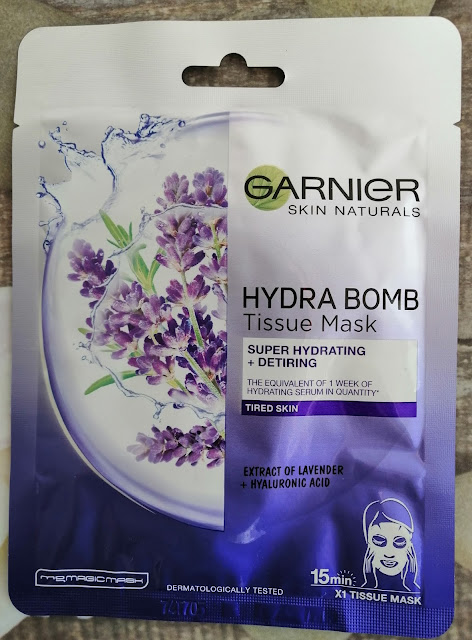 GARNIER
SKIN NATURALS
HYDRA BOMB
Tissue Mask
SUPER HYDRATING
+ DETIRING
THE EQUIVALENT OF 1 WEEK OF
HYDRATING SERUM IN QUANTITY*
TIRED SKIN
EXTRACT OF LAVENDER
+ HYALURONIC ACID
15min
X1 TISSUE MASK
DERMATOLOGICALLY TESTED